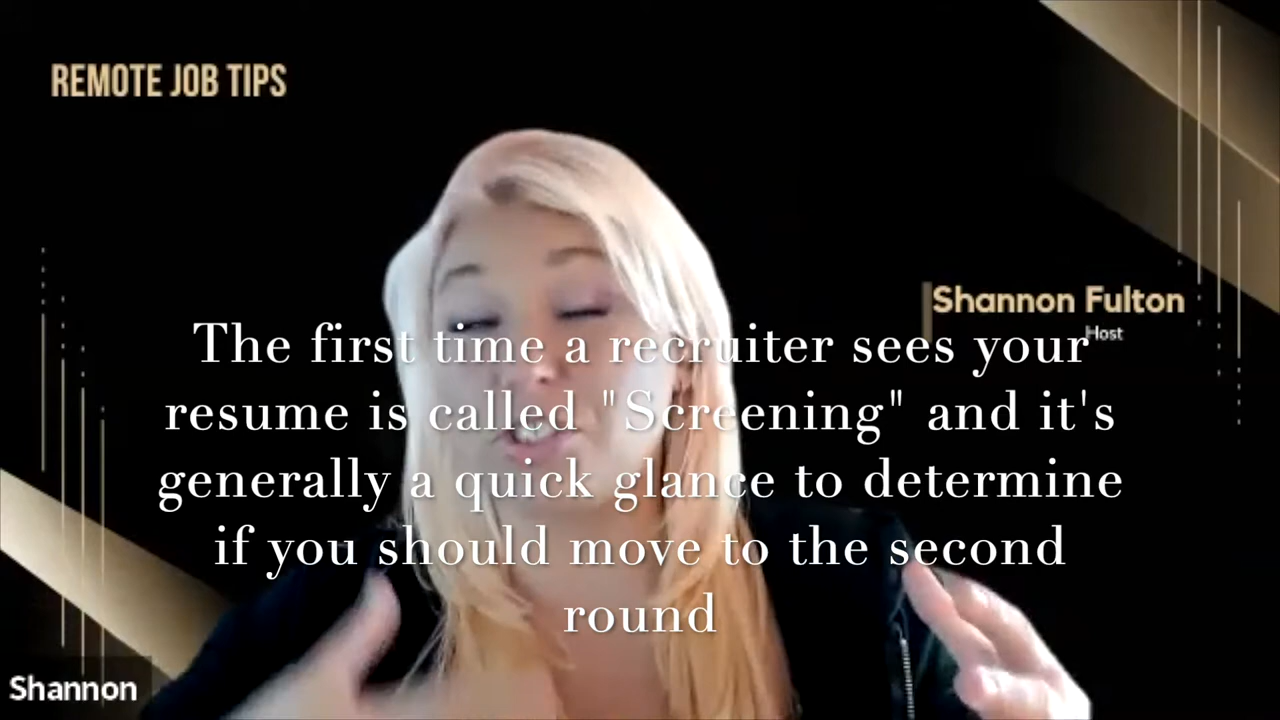 REMOTE JOB TIPS
Shannon Fulton
Host
The first time a recruiter sees your
resume is called "Screening" and it's
generally a quick glance to determine
if you should move to the second
round
Shannon